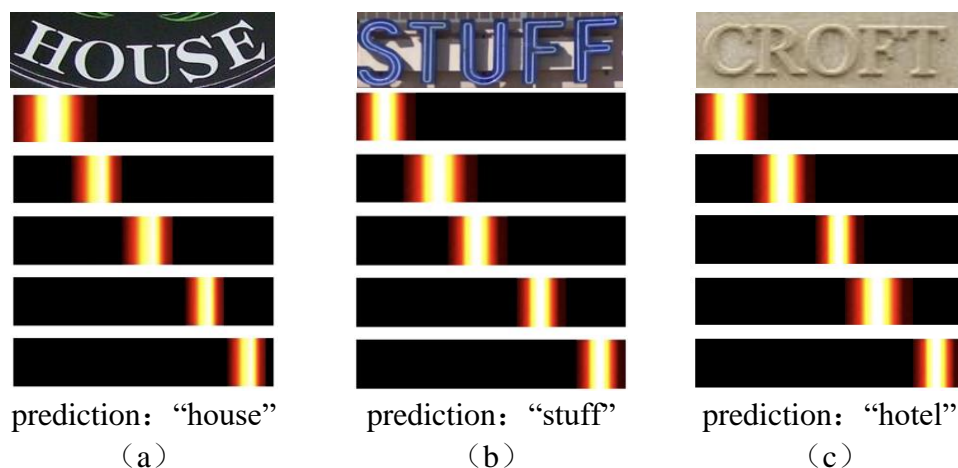 HOUSE
STUFF
CROFT
prediction： “house”
prediction： “stuff”
prediction： “hotel”
（a）
（b）
（c）